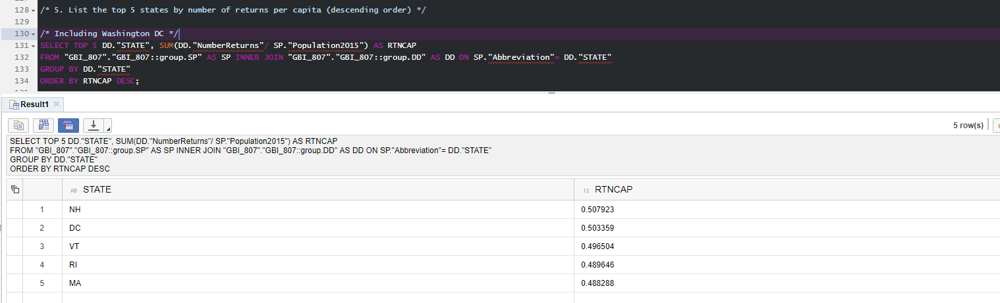 128 /* 5. List the top 5 states by number of returns per capita (descending order) */
129
130 /* Including Washington DC */
131 SELECT TOP 5 DD."STATE", SUM(DD."NumberReturns"/ SP."Population2015") AS RTNCAP
132 FROM "GBI_807"."GBI_807::group.SP" AS SP INNER JOIN "GBI_807"."GBI_807::group.DD" AS DD ON SP."Abbreviation"= DD."STATE"
133 GROUP BY DD."STATE"
134 ORDER BY RTNCAP DESC;
Result1
5 row(s)
SELECT TOP 5 DD."STATE", SUM(DD."NumberReturns"/ SP."Population2015") AS RTNCAP
FROM "GBI_807"."GBI_807::group.SP" AS SP INNER JOIN "GBI_807"."GBI_807::group.DD" AS DD ON SP."Abbreviation"= DD."STATE"
GROUP BY DD."STATE"
ORDER BY RTNCAP DESC
AB STATE 12 RTNCAP
1 NH 0.507923
2 DC 0.503359
3 VT 0.496504
4 RI 0.489646
5 MA 0.488288